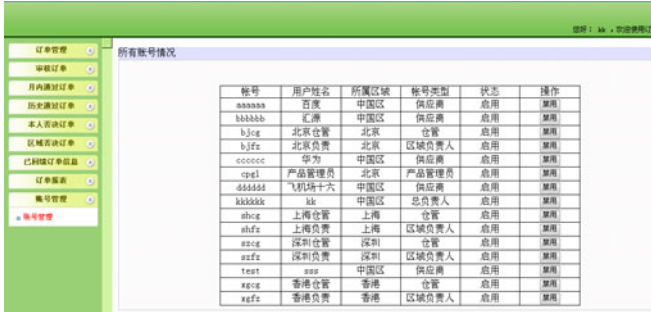 您好： kk ，欢迎使用订
订单管理
审核订单
月内通过订单
历史通过订单
本人否决订单
区域否决订单
已回馈订单信息
订单报表
账号管理
账号管理
所有账号情况
帐号 用户姓名 所属区域 帐号类型 状态 操作
aaaaaa 百度 中国区 供应商 启用 禁用
bbbbbb 汇源 中国区 供应商 启用 禁用
bjcg 北京仓管 北京 仓管 启用 禁用
bjfz 北京负责 北京 区域负责人 启用 禁用
cccccc 华为 中国区 供应商 启用 禁用
cpgl 产品管理员 北京 产品管理员 启用 禁用
dddddd 飞机场十六 中国区 供应商 启用 禁用
kkkkkk kk 中国区 总负责人 启用 禁用
shcg 上海仓管 上海 仓管 启用 禁用
shfz 上海负责 上海 区域负责人 启用 禁用
szcg 深圳仓管 深圳 仓管 启用 禁用
szfz 深圳负责 深圳 区域负责人 启用 禁用
test sss 中国区 供应商 启用 禁用
xgcg 香港仓管 香港 仓管 启用 禁用
xgfz 香港负责 香港 区域负责人 启用 禁用